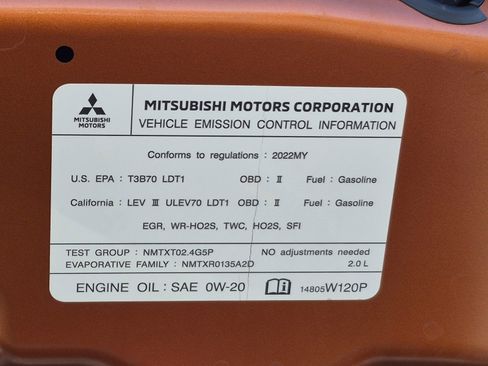 MITSUBISHI
MOTORS
MITSUBISHI MOTORS CORPORATION
VEHICLE EMISSION CONTROL INFORMATION
Conforms to regulations : 2022MY
U.S. EPA : T3B70 LDT1 OBD : Ⅱ Fuel : Gasoline
California : LEV Ⅲ ULEV70 LDT1 OBD : Ⅱ Fuel : Gasoline
EGR, WR-HO2S, TWC, HO2S, SFI
TEST GROUP : NMTXT02.4G5P NO adjustments needed
EVAPORATIVE FAMILY : NMTXR0135A2D 2.0 L
ENGINE OIL : SAE 0W-20 14805W120P